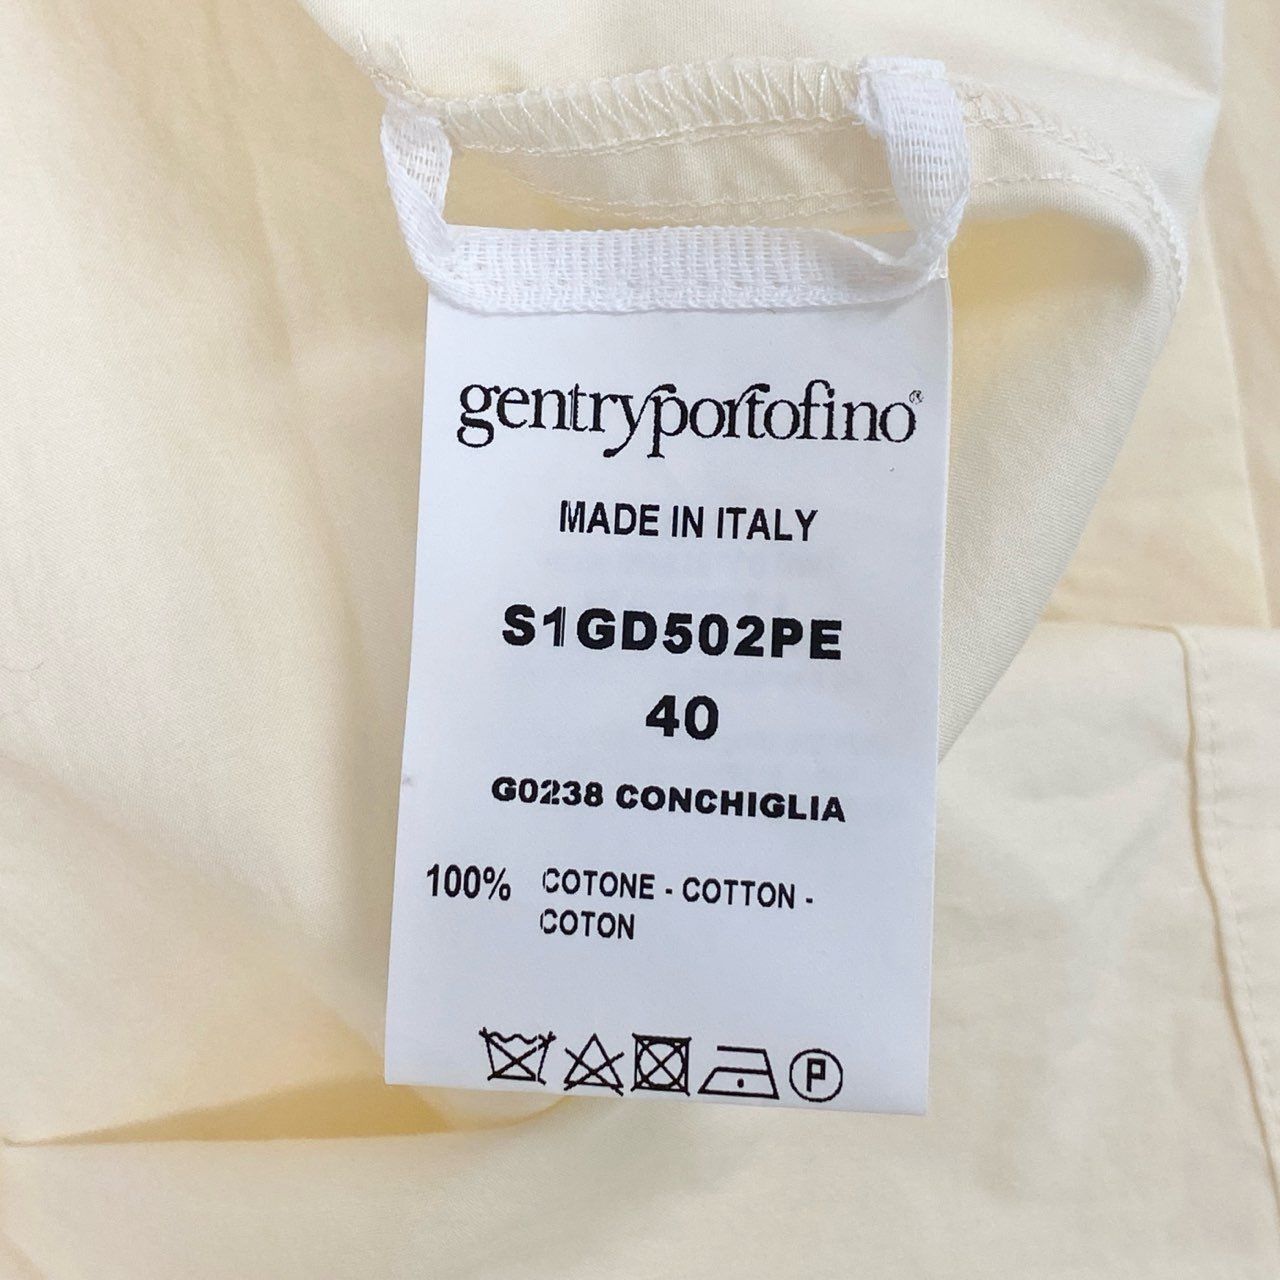 gentryportofino®
MADE IN ITALY
S1GD502PE
40
G0238 CONCHIGLIA
100% COTONE - COTTON -
COTON
P